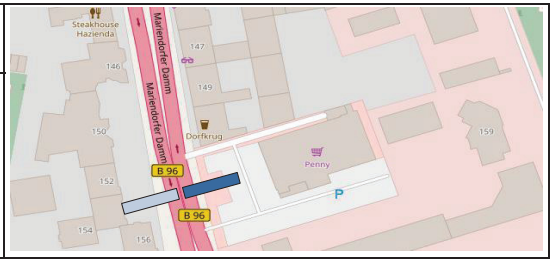 Steakhouse
Hazienda
Mariendorfer Damm
147
146
149
Mariendorfer Damm
Dorfkrug
150
159
Penny
B 96
152
P
B 96
154
156